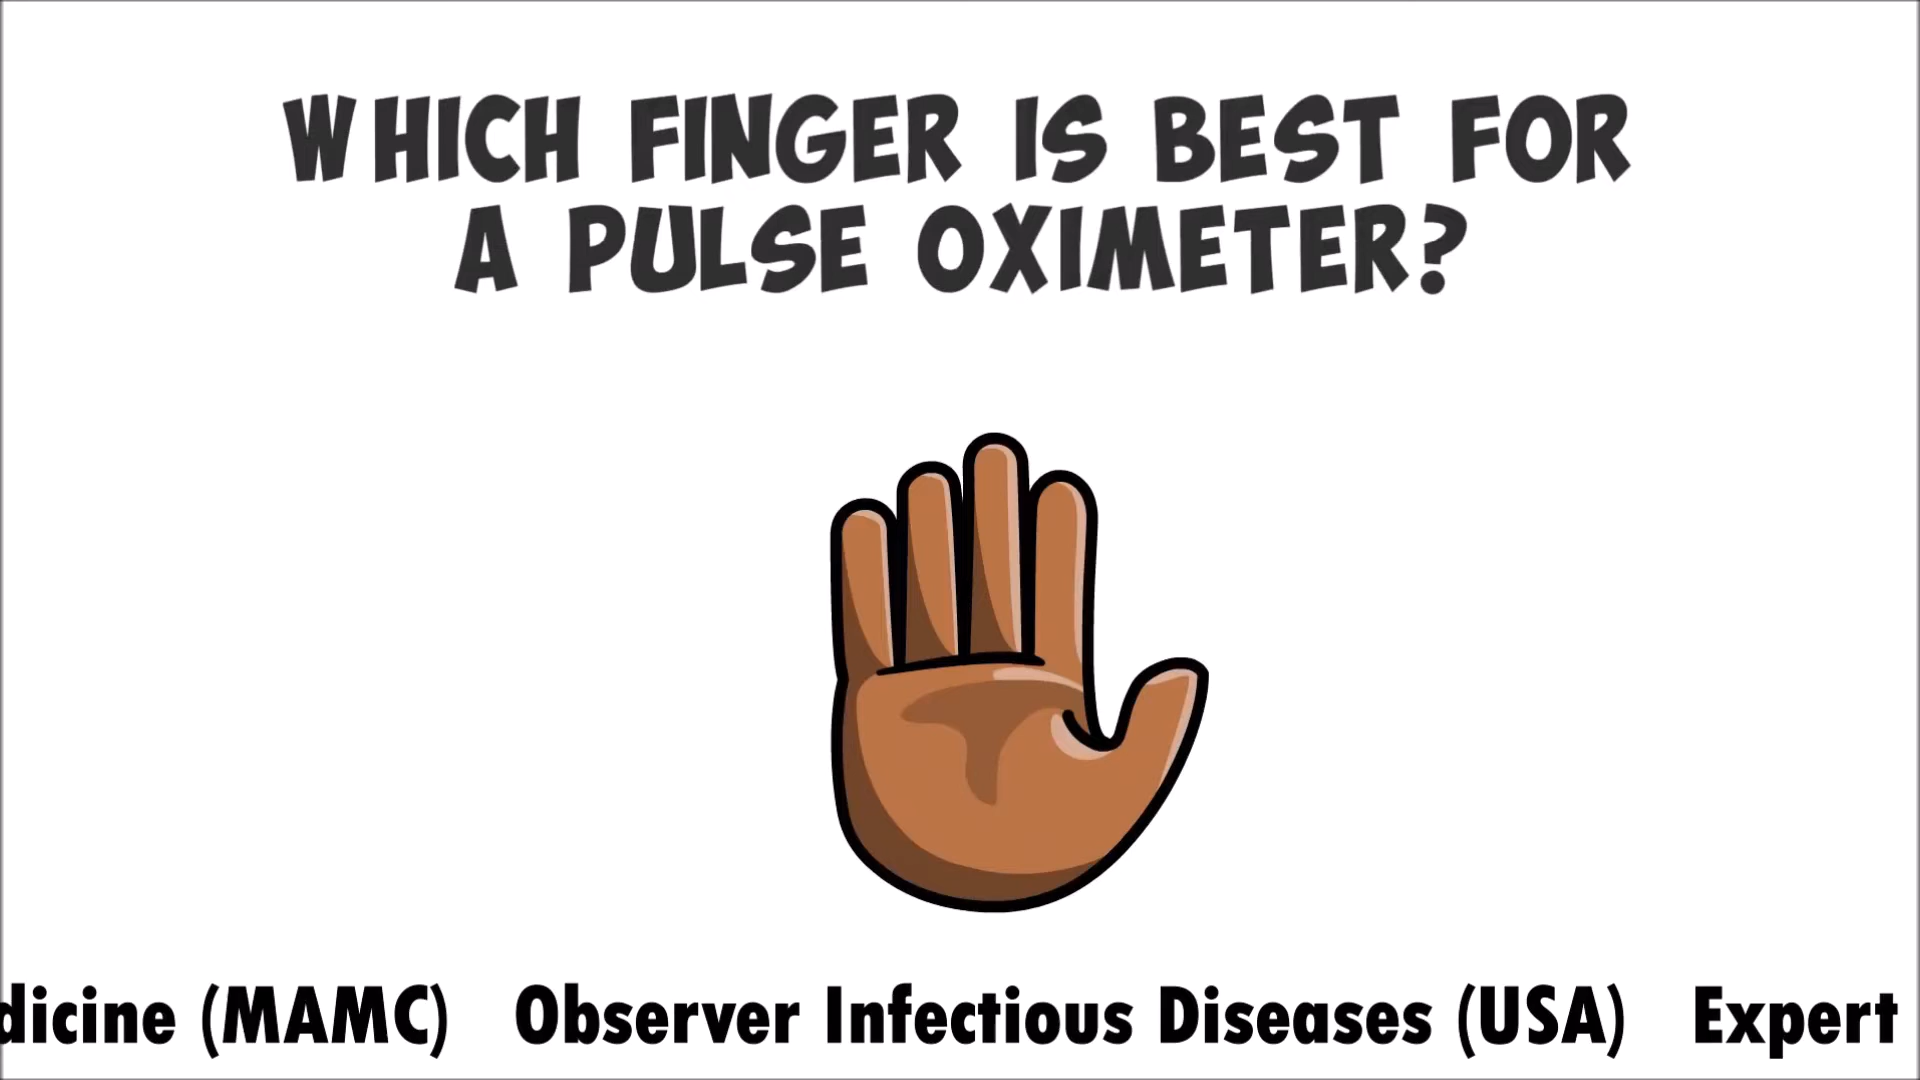 WHICH FINGER IS BEST FOR
A PULSE OXIMETER?
dicine (MAMC) Observer Infectious Diseases (USA) Expert